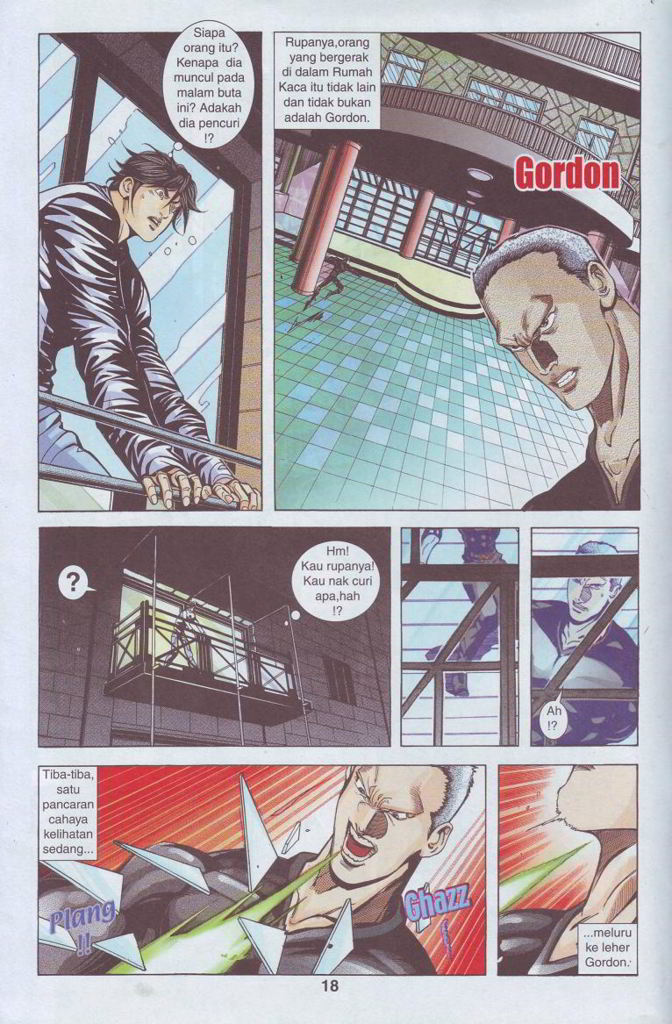 Siapa
orang itu?
Kenapa dia
muncul pada
malam buta
ini? Adakah
dia pencuri
!?
Rupanya,orang
yang bergerak
di dalam Rumah
Kaca itu tidak lain
dan tidak bukan
adalah Gordon.
Gordon
?
Hm!
Kau rupanya!
Kau nak curi
apa,hah
!?
Ah
!?
Tiba-tiba,
satu
pancaran
cahaya
kelihatan
sedang...
Plang
!!
Ghazz
!
...meluru
ke leher
Gordon.
18